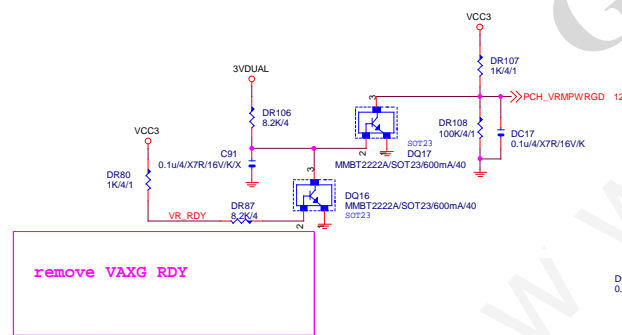 VCC3
DR107
1K/4/1
3VDUAL
3
PCH_VRMPWRGD 12
DR106
8.2K/4
DR108
100K/4/1
DC17
0.1u/4/X7R/16V/K
VCC3
SOT23
C91
0.1u/4/X7R/16V/K/X
2
1
DQ17
MMBT2222A/SOT23/600mA/40
3
DR80
1K/4/1
DQ16
MMBT2222A/SOT23/600mA/40
SOT23
DR87
8.2K/4
VR_RDY
2
1
remove VAXG RDY
D
0.